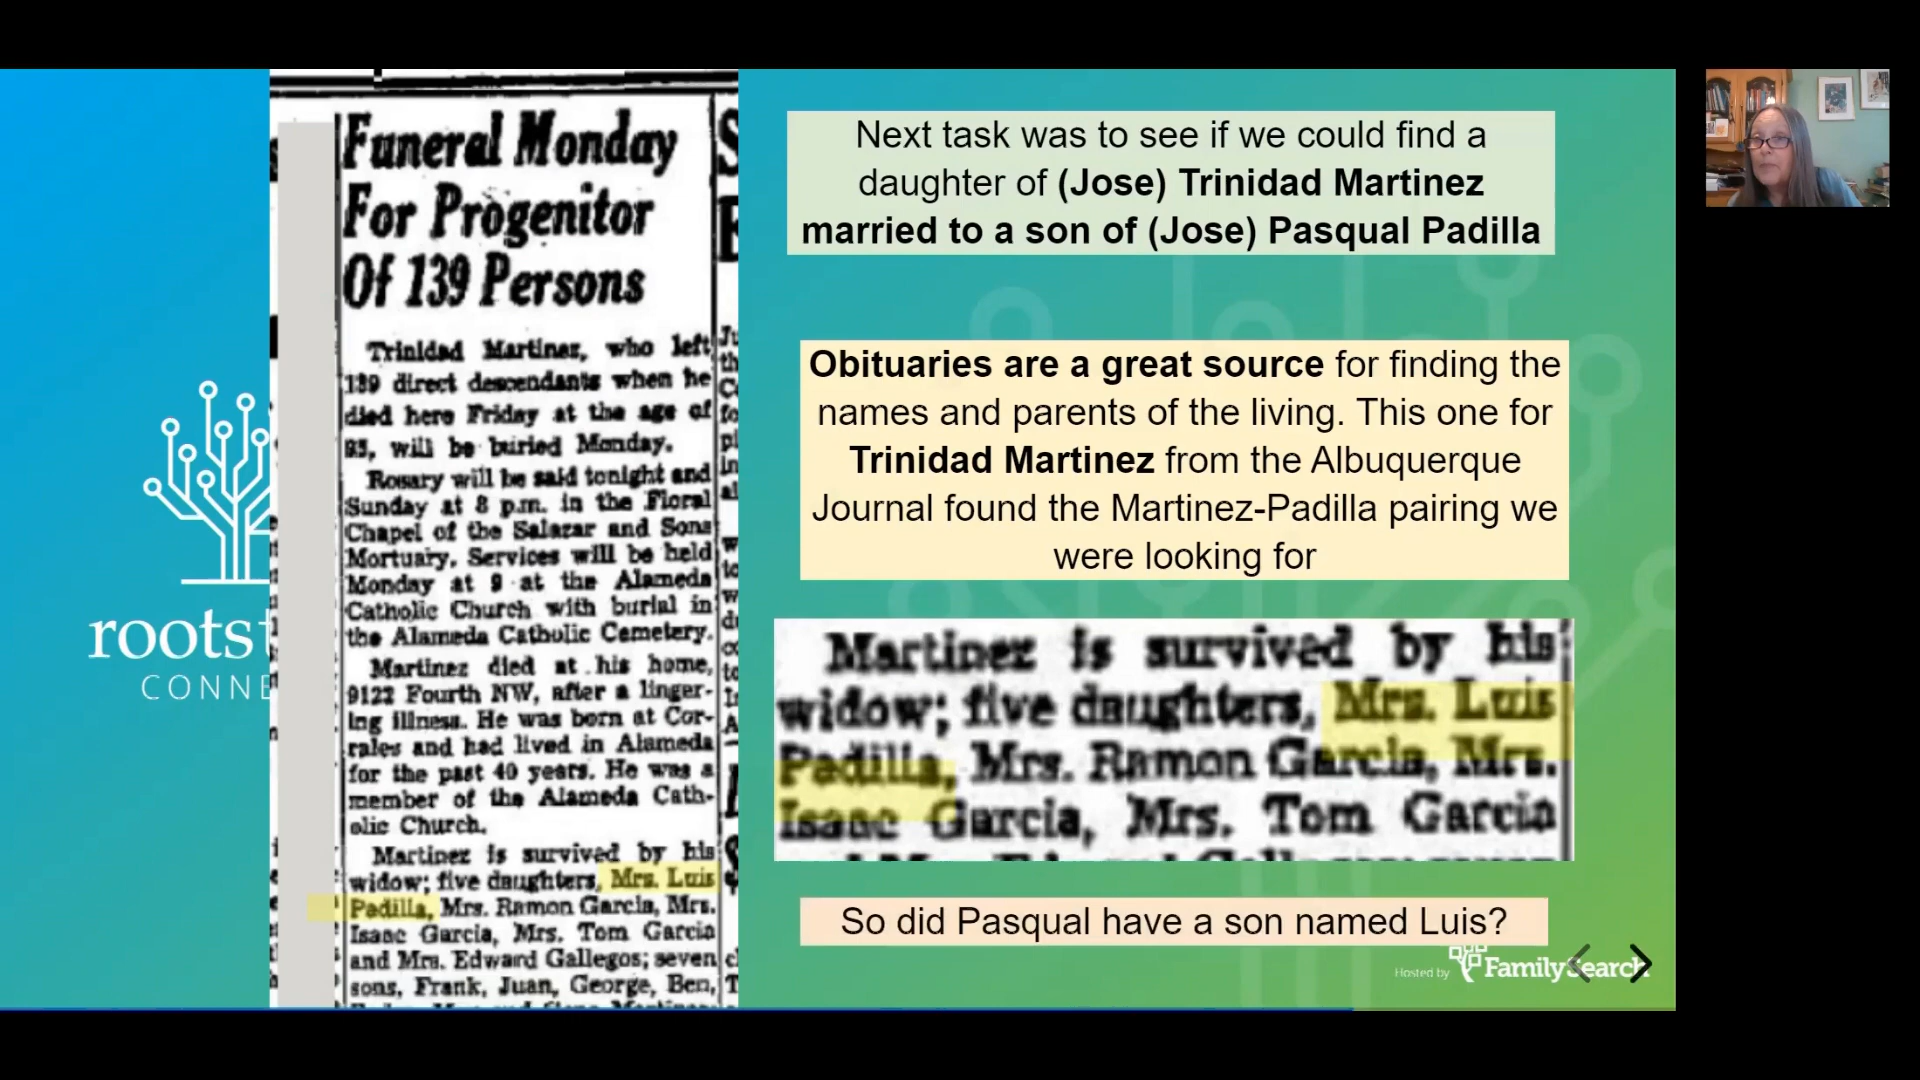 Funeral Monday
For Progenitor
Of 139 Persons
Trinidad Martinez, who left
139 direct descendants when he
died here Friday at the age of
93, will be buried Monday.
Rosary will be said tonight and
Sunday at 8 p.m. in the Floral
Chapel of the Salazar and Sons
Mortuary. Services will be held
Monday at 9 at the Alameda
Catholic Church with burial in
the Alameda Catholic Cemetery.
Martinez died at his home,
9122 Fourth NW, after a linger-
ing illness. He was born at Cor-
rales and had lived in Alameda
for the past 40 years. He was a
member of the Alameda Cath-
olic Church.
Martinez is survived by his
widow; five daughters, Mrs. Luis
Padilla, Mrs. Ramon Garcia, Mrs.
Isaac Garcia, Mrs. Tom Garcia
and Mrs. Edward Gallegos; seven
sons, Frank, Juan, George, Ben,
Next task was to see if we could find a
daughter of (Jose) Trinidad Martinez
married to a son of (Jose) Pasqual Padilla
Obituaries are a great source for finding the
names and parents of the living. This one for
Trinidad Martinez from the Albuquerque
Journal found the Martinez-Padilla pairing we
were looking for
Martinez is survived by his
widow; five daughters, Mrs. Luis
Padilla, Mrs. Ramon Garcia, Mrs.
Isaac Garcia, Mrs. Tom Garcia
So did Pasqual have a son named Luis?
Hosted by FamilySearch
roots
CONNE